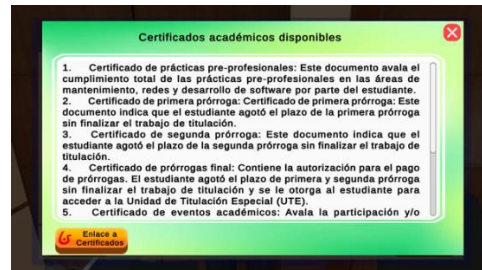 Certificados académicos disponibles
1. Certificado de prácticas pre-profesionales: Este documento avala el
cumplimiento total de las prácticas pre-profesionales en las áreas de
mantenimiento, redes y desarrollo de software por parte del estudiante.
2. Certificado de primera prórroga: Certificado de primera prórroga: Este
documento indica que el estudiante agotó el plazo de la primera prórroga
sin finalizar el trabajo de titulación.
3. Certificado de segunda prórroga: Este documento indica que el
estudiante agotó el plazo de la segunda prórroga sin finalizar el trabajo de
titulación.
4. Certificado de prórrogas final: Contiene la autorización para el pago
de prórrogas. El estudiante agotó el plazo de primera y segunda prórroga
sin finalizar el trabajo de titulación y se le otorga al estudiante para
acceder a la Unidad de Titulación Especial (UTE).
5. Certificado de eventos académicos: Avala la participación y/o
Enlace a
Certificados